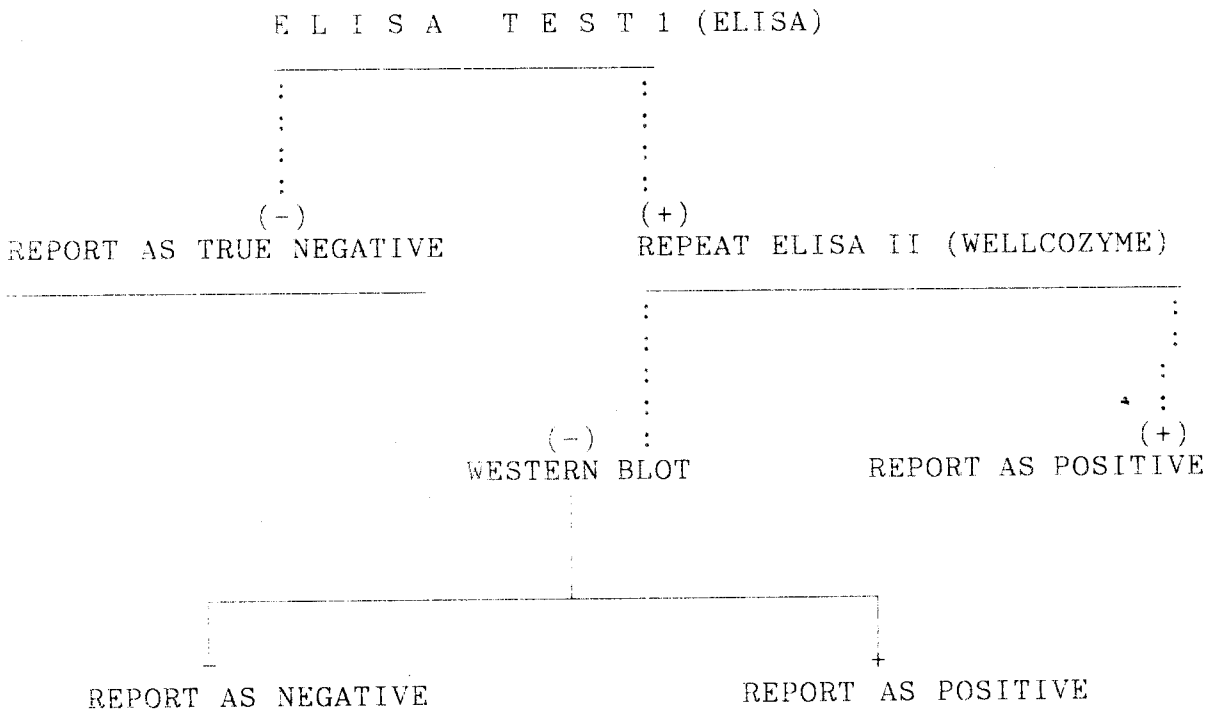 E L I S A T E S T 1 (ELISA)
(-) (+)
REPORT AS TRUE NEGATIVE REPEAT ELISA II (WELLCOZYME)
(-) (+)
WESTERN BLOT REPORT AS POSITIVE
- +
REPORT AS NEGATIVE REPORT AS POSITIVE